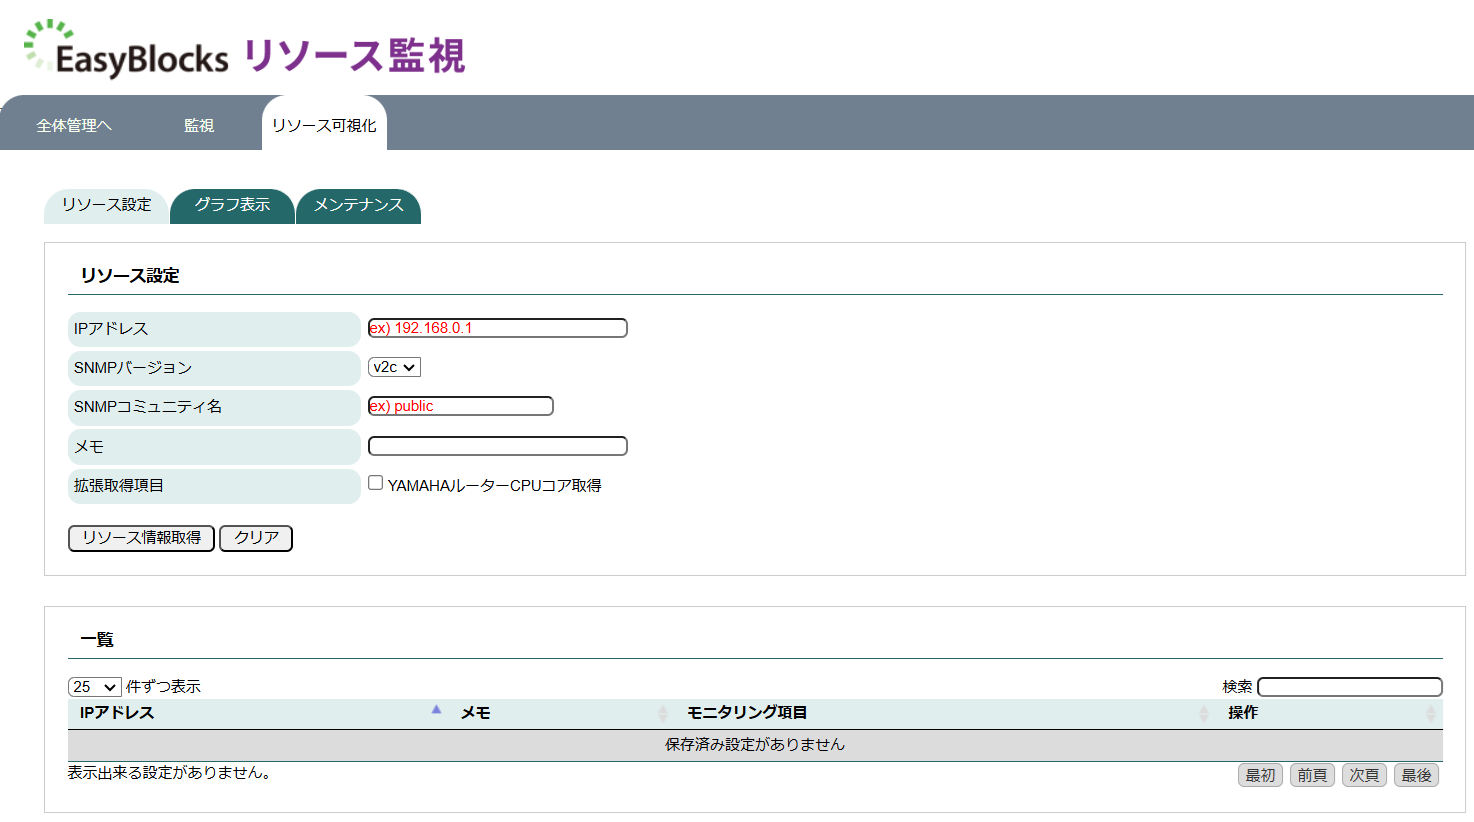 EasyBlocks リソース監視
全体管理へ 監視 リソース可視化
リソース設定 グラフ表示 メンテナンス
リソース設定
IPアドレス ex) 192.168.0.1
SNMPバージョン v2c
SNMPコミュニティ名 ex) public
メモ
拡張取得項目 YAMAHAルーターCPUコア取得
リソース情報取得 クリア
一覧
25 件ずつ表示 検索
IPアドレス メモ モニタリング項目 操作
保存済み設定がありません
表示出来る設定がありません。 最初 前頁 次頁 最後